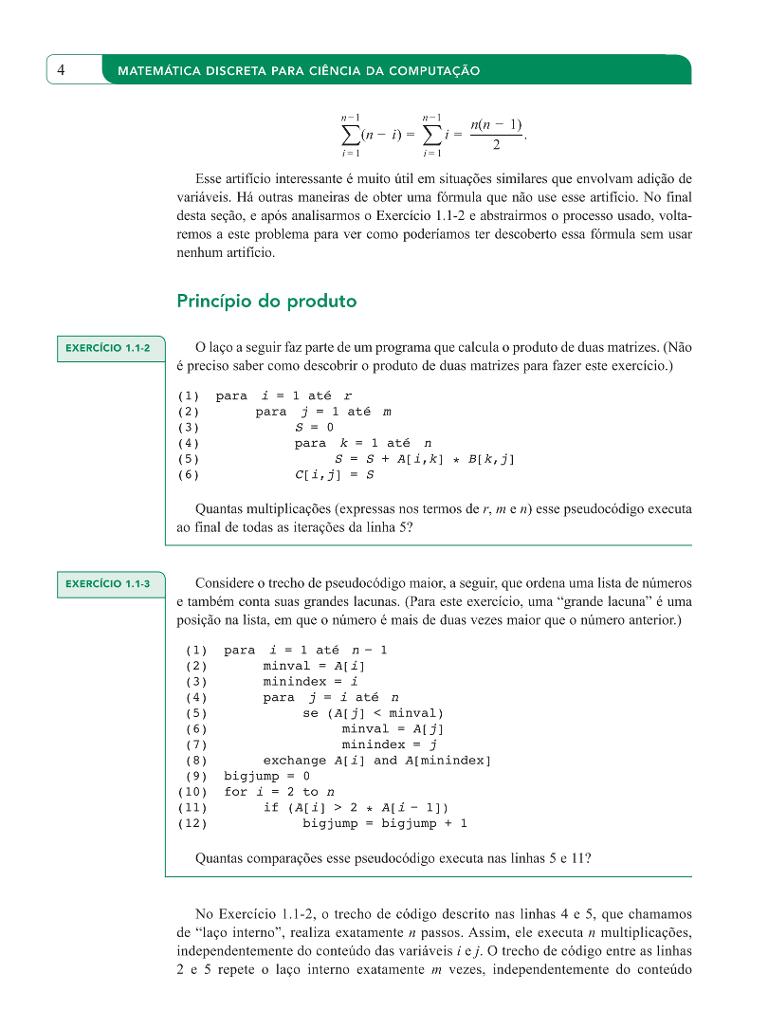 4
MATEMÁTICA DISCRETA PARA CIÊNCIA DA COMPUTAÇÃO
n−1 n−1
∑(n − i) = ∑ i = n(n − 1) / 2 .
i=1 i=1
Esse artifício interessante é muito útil em situações similares que envolvam adição de
variáveis. Há outras maneiras de obter uma fórmula que não use esse artifício. No final
desta seção, e após analisarmos o Exercício 1.1-2 e abstrairmos o processo usado, volta-
remos a este problema para ver como poderíamos ter descoberto essa fórmula sem usar
nenhum artifício.
Princípio do produto
EXERCÍCIO 1.1-2
O laço a seguir faz parte de um programa que calcula o produto de duas matrizes. (Não
é preciso saber como descobrir o produto de duas matrizes para fazer este exercício.)
(1) para i = 1 até r
(2) para j = 1 até m
(3) S = 0
(4) para k = 1 até n
(5) S = S + A[i,k] * B[k,j]
(6) C[i,j] = S
Quantas multiplicações (expressas nos termos de r, m e n) esse pseudocódigo executa
ao final de todas as iterações da linha 5?
EXERCÍCIO 1.1-3
Considere o trecho de pseudocódigo maior, a seguir, que ordena uma lista de números
e também conta suas grandes lacunas. (Para este exercício, uma “grande lacuna” é uma
posição na lista, em que o número é mais de duas vezes maior que o número anterior.)
(1) para i = 1 até n − 1
(2) minval = A[i]
(3) minindex = i
(4) para j = i até n
(5) se (A[j] < minval)
(6) minval = A[j]
(7) minindex = j
(8) exchange A[i] and A[minindex]
(9) bigjump = 0
(10) for i = 2 to n
(11) if (A[i] > 2 * A[i − 1])
(12) bigjump = bigjump + 1
Quantas comparações esse pseudocódigo executa nas linhas 5 e 11?
No Exercício 1.1-2, o trecho de código descrito nas linhas 4 e 5, que chamamos
de “laço interno”, realiza exatamente n passos. Assim, ele executa n multiplicações,
independentemente do conteúdo das variáveis i e j. O trecho de código entre as linhas
2 e 5 repete o laço interno exatamente m vezes, independentemente do conteúdo